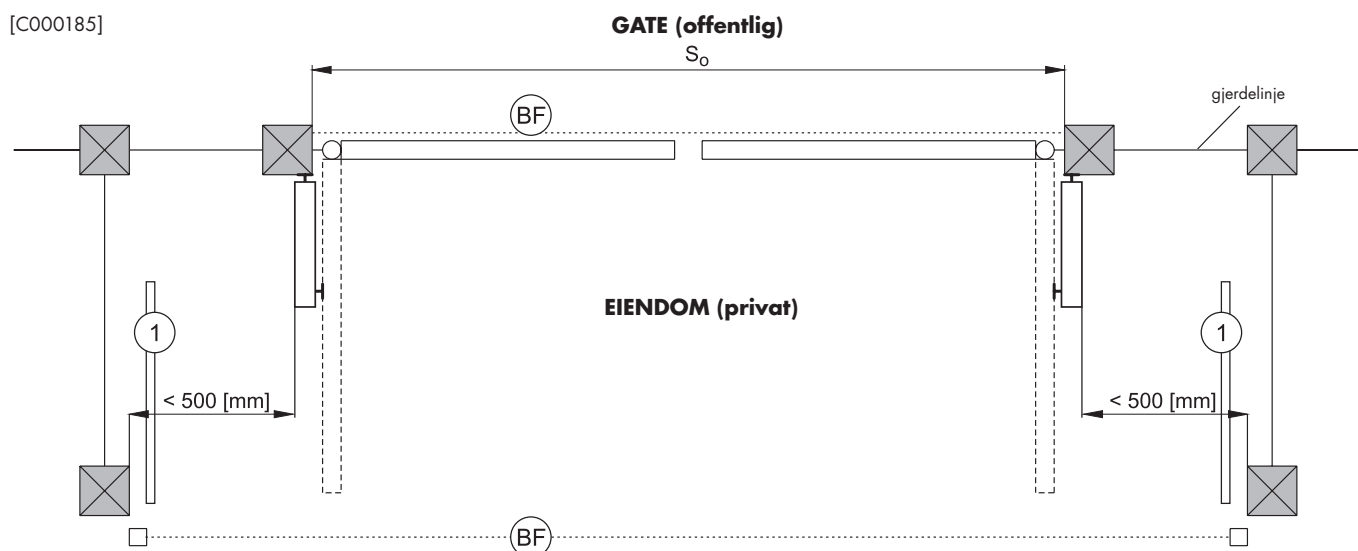 [C000185]
GATE (offentlig)
So
BF
gjerdelinje
EIENDOM (privat)
1
1
< 500 [mm]
< 500 [mm]
BF